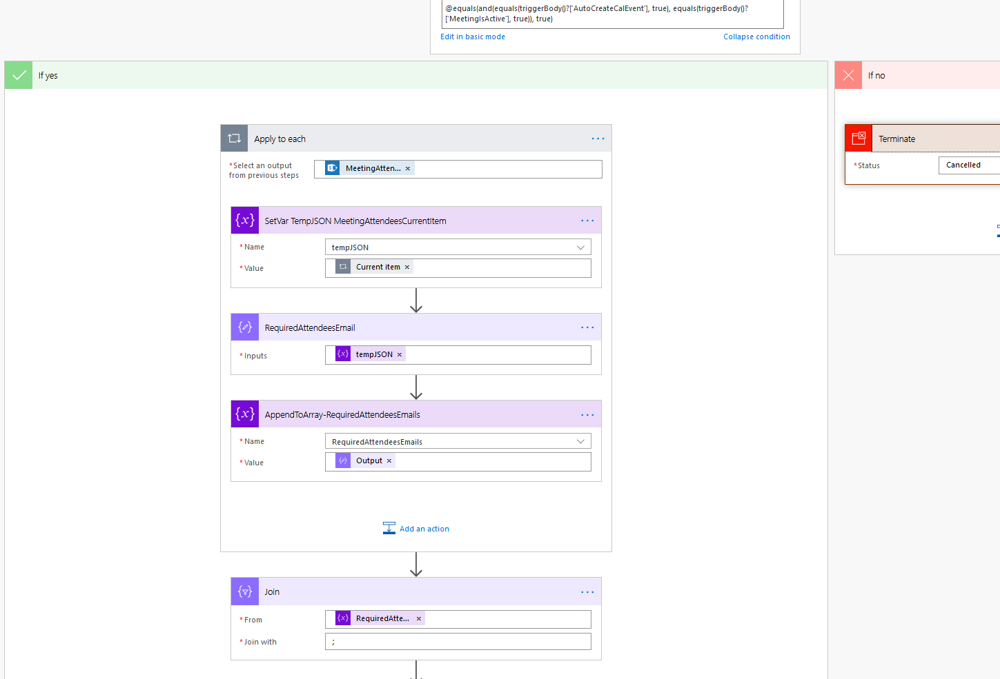 @equals(and(equals(triggerBody()?['AutoCreateCalEvent'], true), equals(triggerBody()?
['MeetingIsActive'], true)), true)
Edit in basic mode
Collapse condition
If yes
If no
Apply to each
*Select an output
from previous steps
MeetingAtten... ×
SetVar TempJSON MeetingAttendeesCurrentItem
*Name
tempJSON
*Value
Current item ×
RequiredAttendeesEmail
*Inputs
{x} tempJSON ×
AppendToArray-RequiredAttendeesEmails
*Name
RequiredAttendeesEmails
*Value
Output ×
Add an action
Join
*From
{x} RequiredAtte... ×
*Join with
;
Terminate
*Status
Cancelled